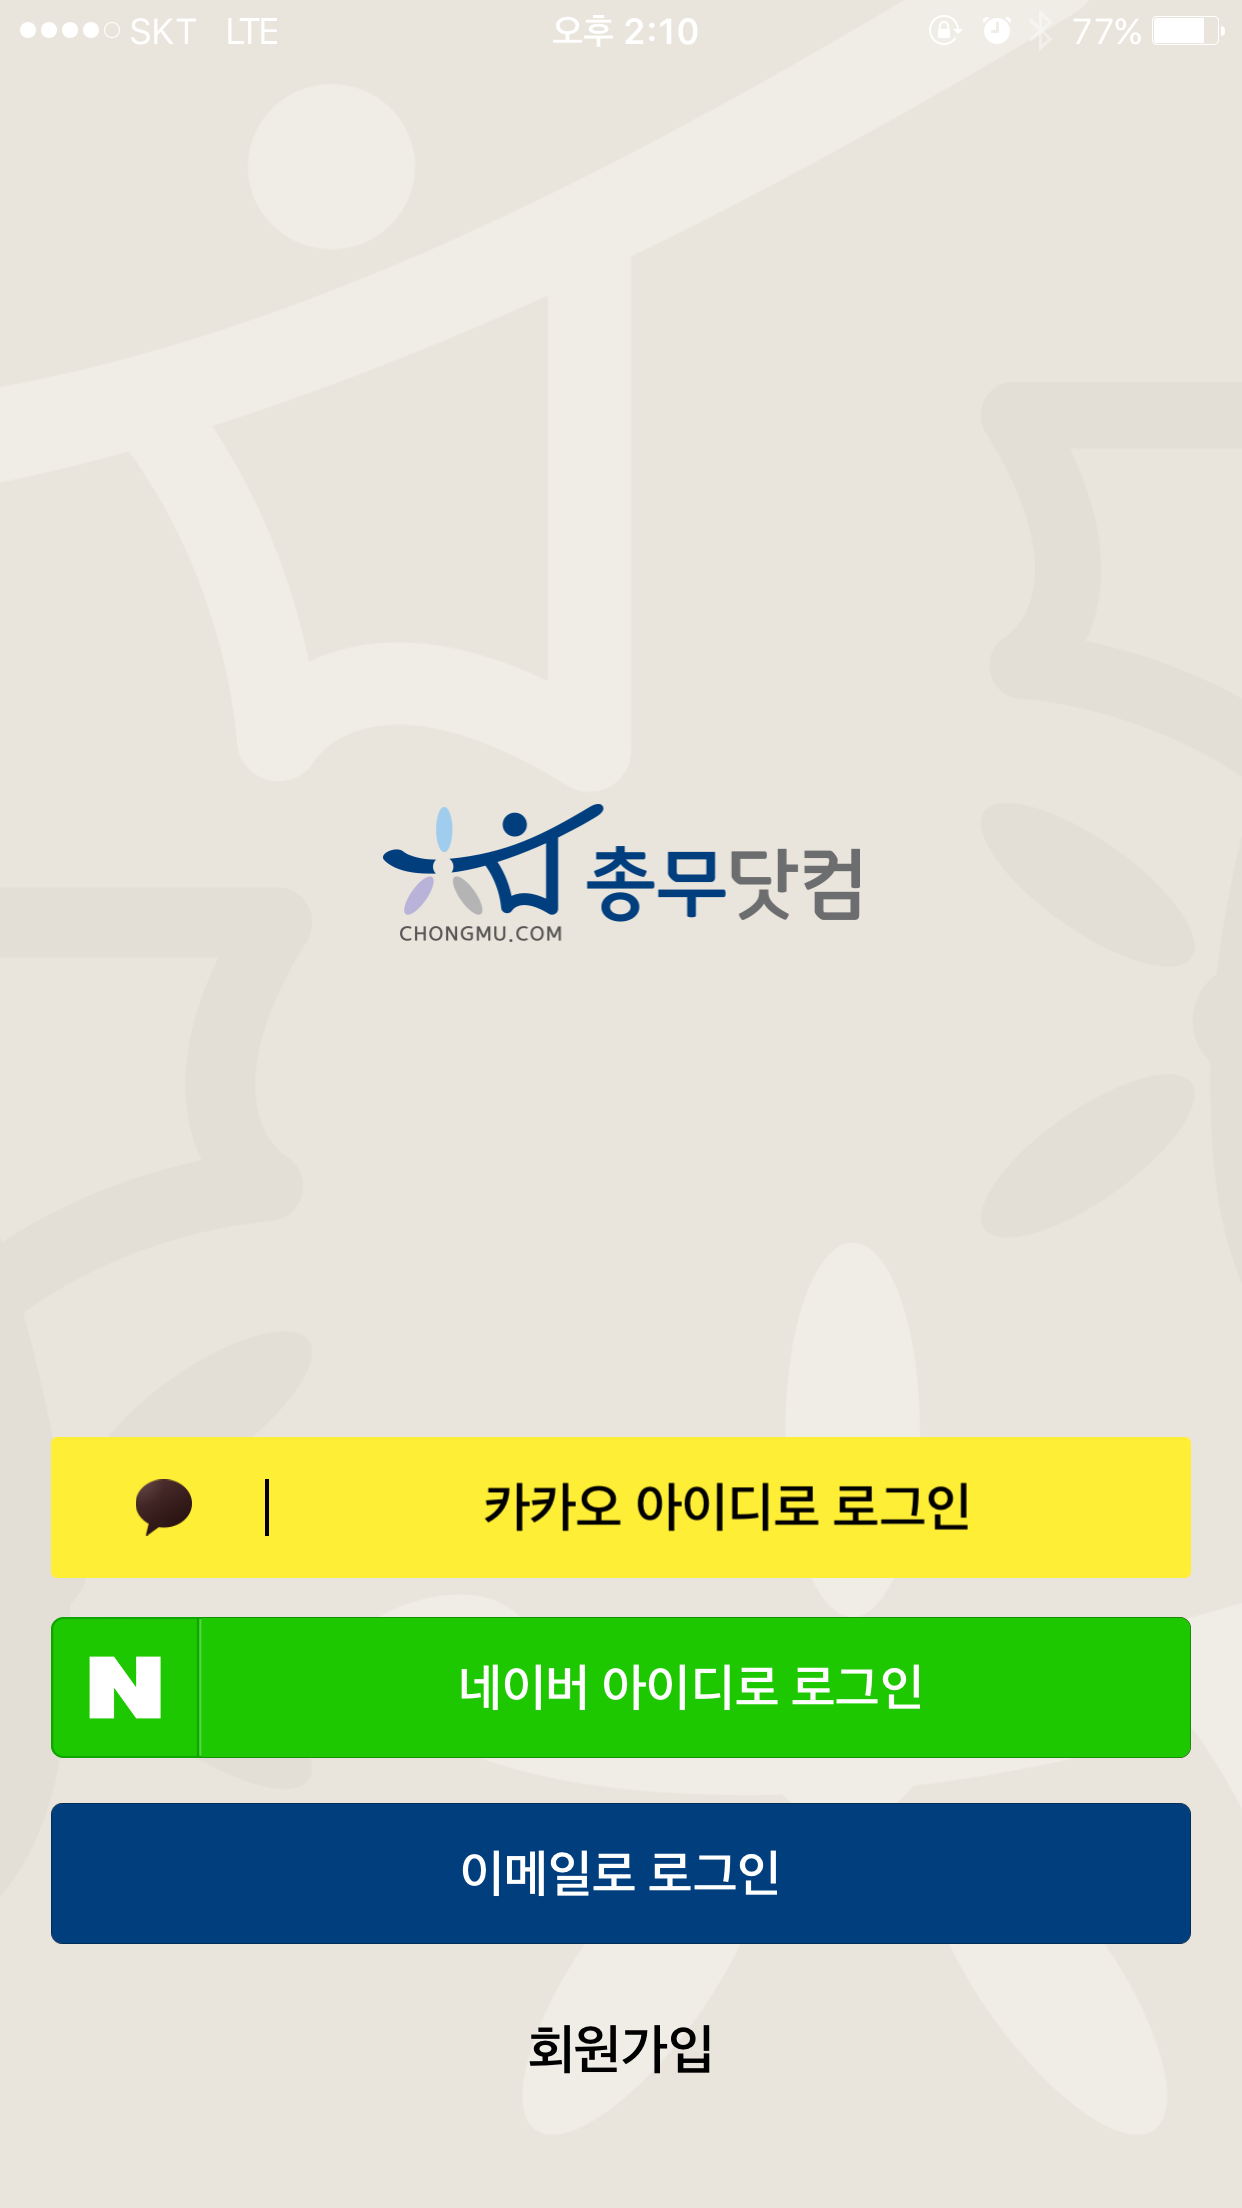 SKT LTE 오후 2:10 77%
총무닷컴
CHONGMU.COM
카카오 아이디로 로그인
N 네이버 아이디로 로그인
이메일로 로그인
회원가입